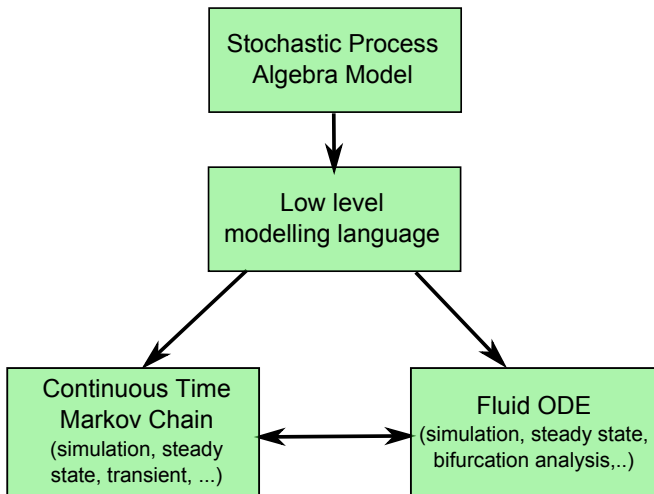 Stochastic Process
Algebra Model
Low level
modelling language
Continuous Time
Markov Chain
(simulation, steady
state, transient, ...)
Fluid ODE
(simulation, steady state,
bifurcation analysis,..)